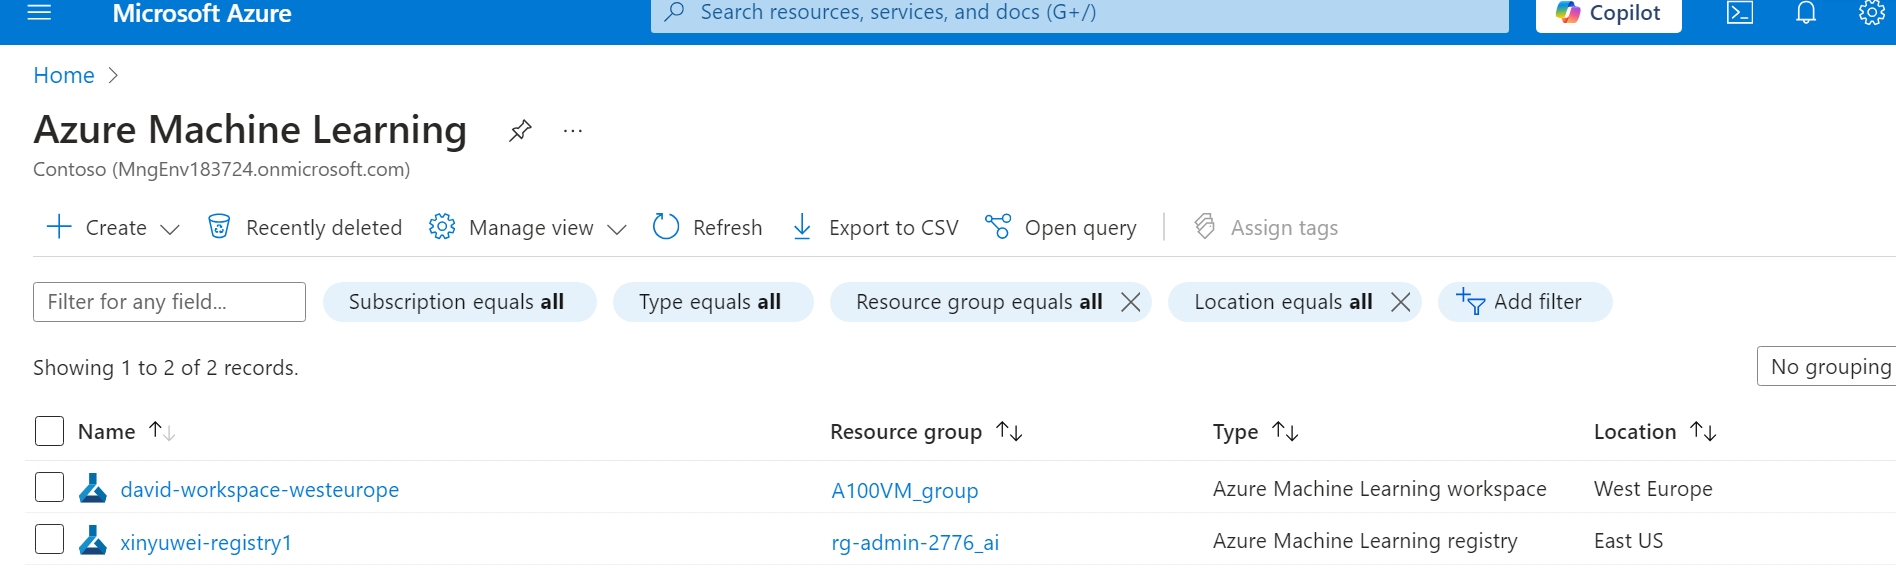 Microsoft Azure
Search resources, services, and docs (G+/)
Copilot
Home
Azure Machine Learning
Contoso (MngEnv183724.onmicrosoft.com)
Create Recently deleted Manage view Refresh Export to CSV Open query Assign tags
Filter for any field... Subscription equals all Type equals all Resource group equals all Location equals all Add filter
Showing 1 to 2 of 2 records.
No grouping
Name Resource group Type Location
david-workspace-westeurope A100VM_group Azure Machine Learning workspace West Europe
xinyuwei-registry1 rg-admin-2776_ai Azure Machine Learning registry East US